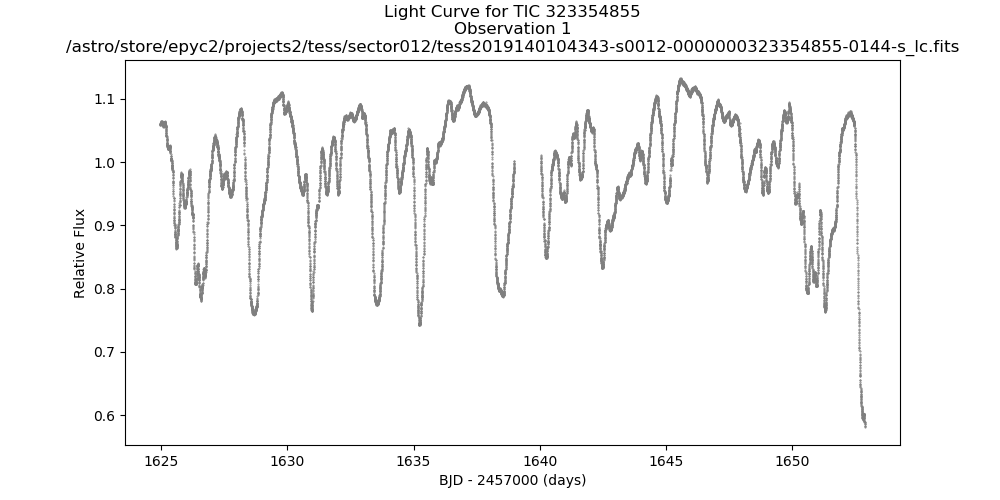 Light Curve for TIC 323354855
Observation 1
/astro/store/epyc2/projects2/tess/sector012/tess2019140104343-s0012-0000000323354855-0144-s_lc.fits
Relative Flux
1.1
1.0
0.9
0.8
0.7
0.6
1625 1630 1635 1640 1645 1650
BJD - 2457000 (days)